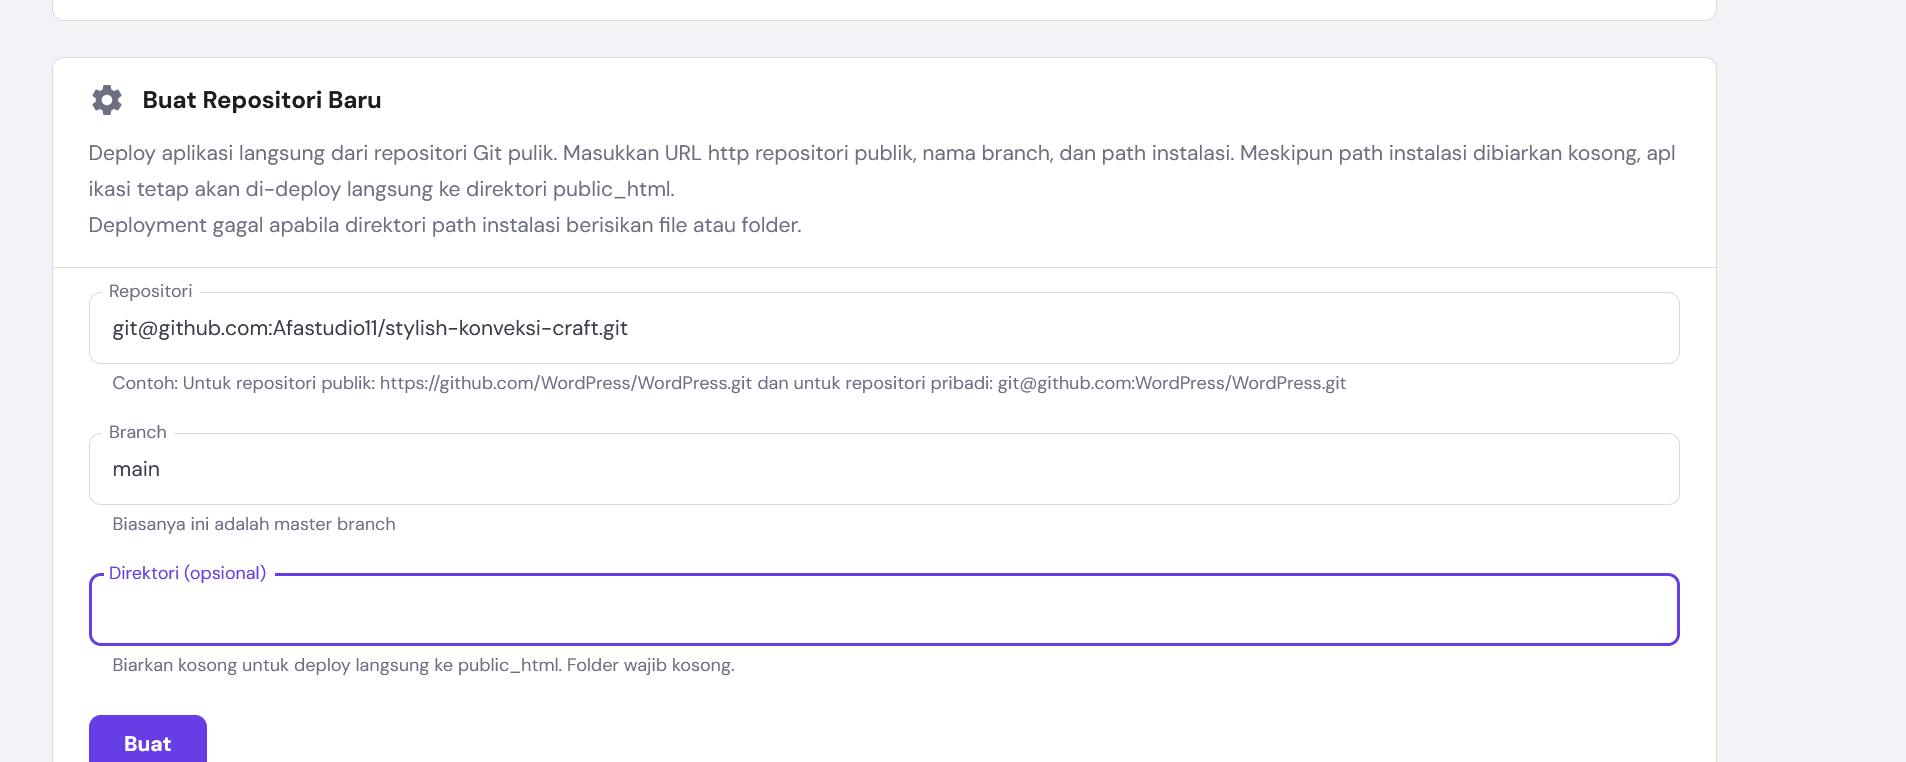 Buat Repositori Baru
Deploy aplikasi langsung dari repositori Git pulik. Masukkan URL http repositori publik, nama branch, dan path instalasi. Meskipun path instalasi dibiarkan kosong, apl
ikasi tetap akan di-deploy langsung ke direktori public_html.
Deployment gagal apabila direktori path instalasi berisikan file atau folder.
Repositori
git@github.com:Afastudio11/stylish-konveksi-craft.git
Contoh: Untuk repositori publik: https://github.com/WordPress/WordPress.git dan untuk repositori pribadi: git@github.com:WordPress/WordPress.git
Branch
main
Biasanya ini adalah master branch
Direktori (opsional)
Biarkan kosong untuk deploy langsung ke public_html. Folder wajib kosong.
Buat